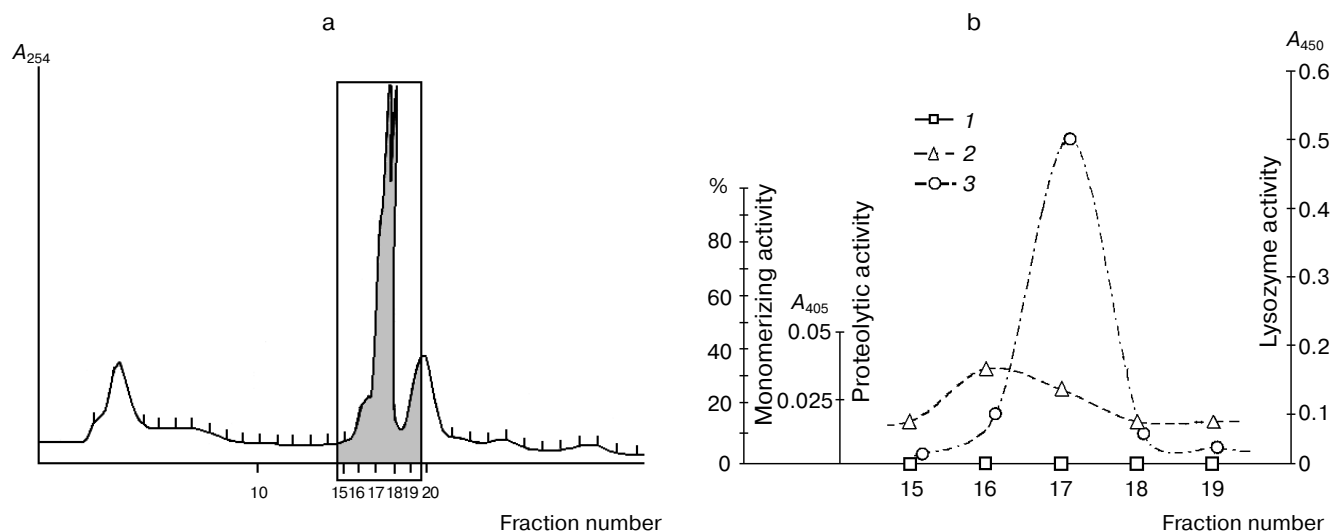 a
A254
10
15 16 17 18 19 20
Fraction number
b
A450
0.6
0.5
0.4
0.3
0.2
0.1
0
Lysozyme activity
1
2
3
%
80
60
40
20
0
Monomerizing activity
A405
0.05
0.025
Proteolytic activity
15 16 17 18 19
Fraction number